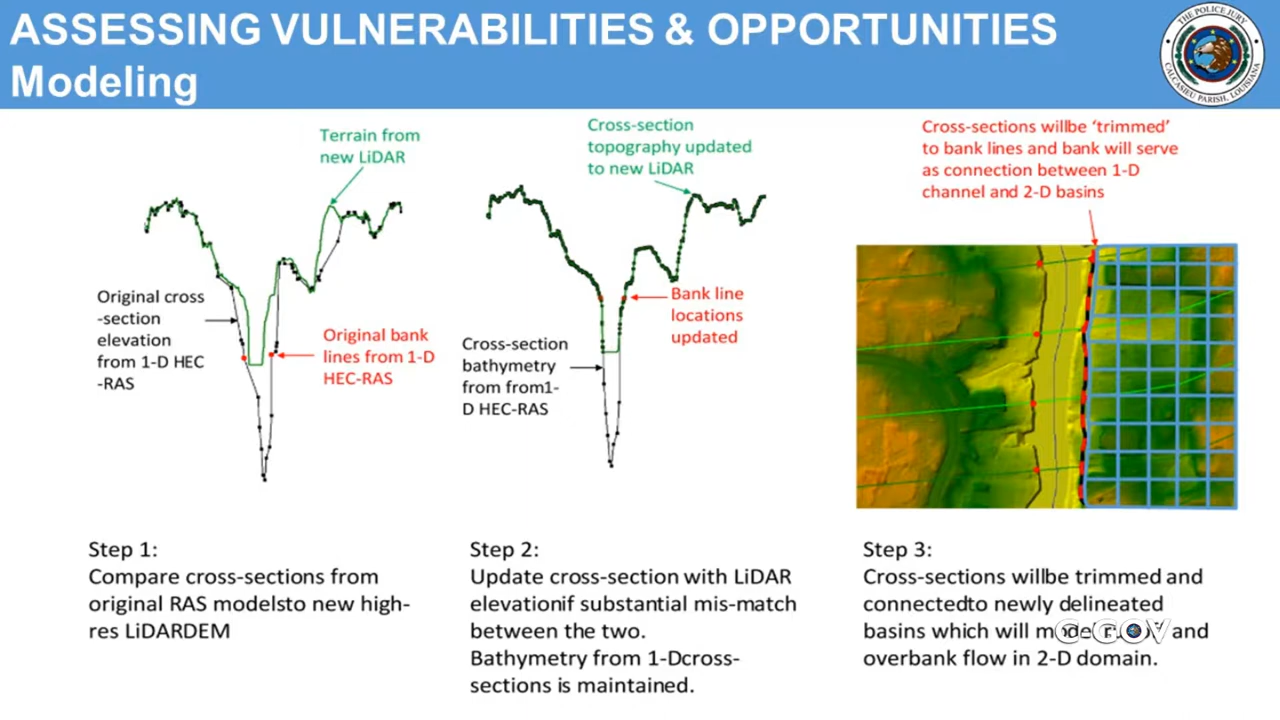 ASSESSING VULNERABILITIES & OPPORTUNITIES
Modeling
THE POLICE JURY
CALCASIEU PARISH, LOUISIANA
Terrain from
new LiDAR
Original cross
-section
elevation
from 1-D HEC
-RAS
Original bank
lines from 1-D
HEC-RAS
Cross-section
topography updated
to new LiDAR
Bank line
locations
updated
Cross-section
bathymetry
from from1-
D HEC-RAS
Cross-sections willbe ‘trimmed’
to bank lines and bank will serve
as connection between 1-D
channel and 2-D basins
Step 1:
Compare cross-sections from
original RAS modelsto new high-
res LiDARDEM
Step 2:
Update cross-section with LiDAR
elevationif substantial mis-match
between the two.
Bathymetry from 1-Dcross-
sections is maintained.
Step 3:
Cross-sections willbe trimmed and
connectedto newly delineated
basins which will model and
overbank flow in 2-D domain.
C-GOV